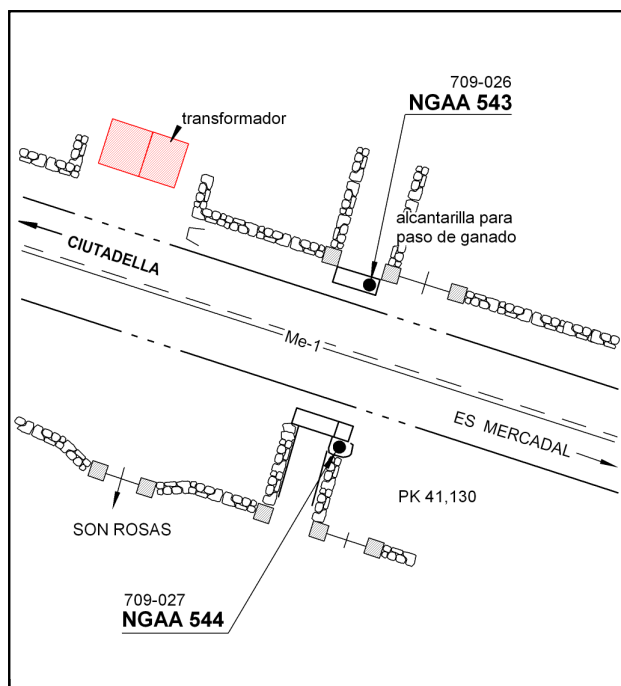 709-026
NGAA 543
transformador
alcantarilla para
paso de ganado
CIUTADELLA
Me-1
ES MERCADAL
PK 41,130
SON ROSAS
709-027
NGAA 544